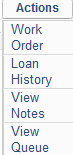 Actions
Work
Order
Loan
History
View
Notes
View
Queue